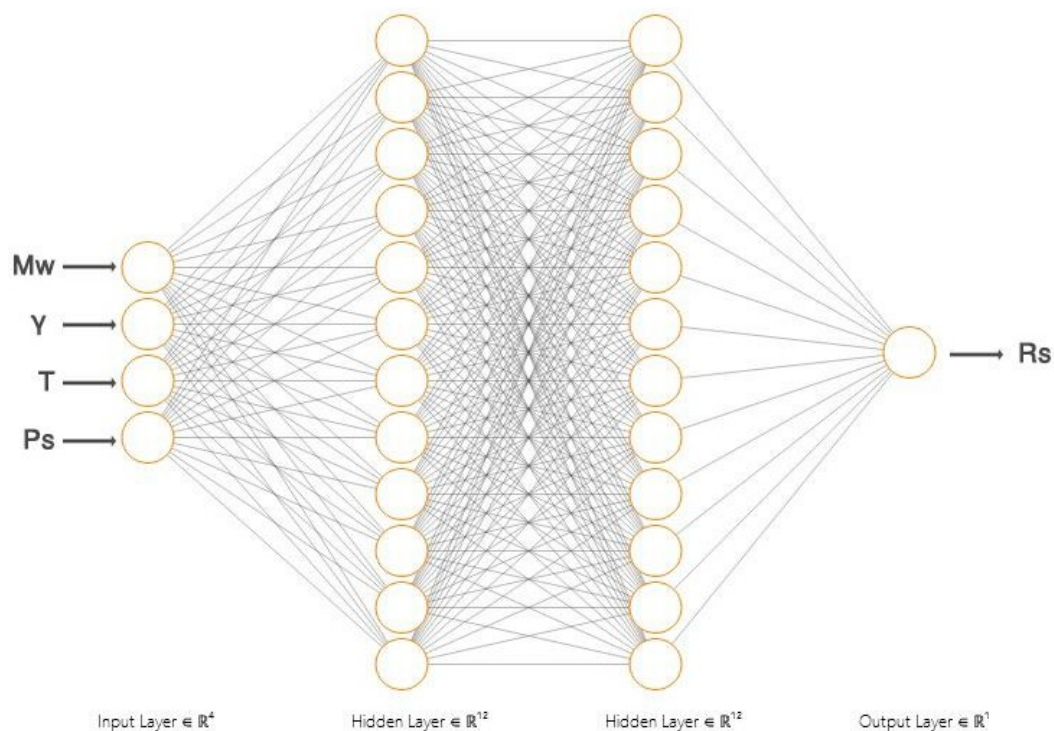 Mw
Y
T
Ps
Rs
Input Layer ∈ ℝ⁴
Hidden Layer ∈ ℝ¹²
Hidden Layer ∈ ℝ¹²
Output Layer ∈ ℝ¹